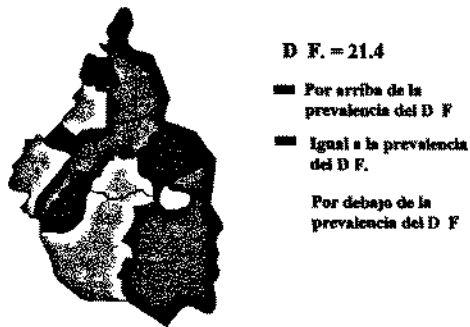 D F. = 21.4
Por arriba de la
prevalencia del D F
Igual a la prevalencia
del D F.
Por debajo de la
prevalencia del D F